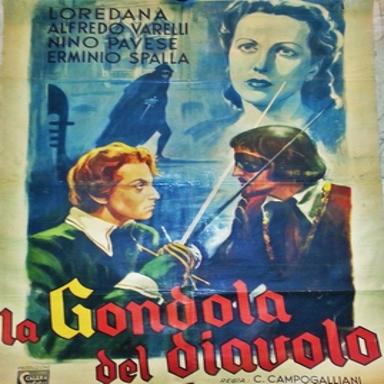 LOREDANA
ALFREDO VARELLI
NINO PAVESE
ERMINIO SPALLA
la Gondola
del diavolo
REGIA: C. CAMPOGALLIANI